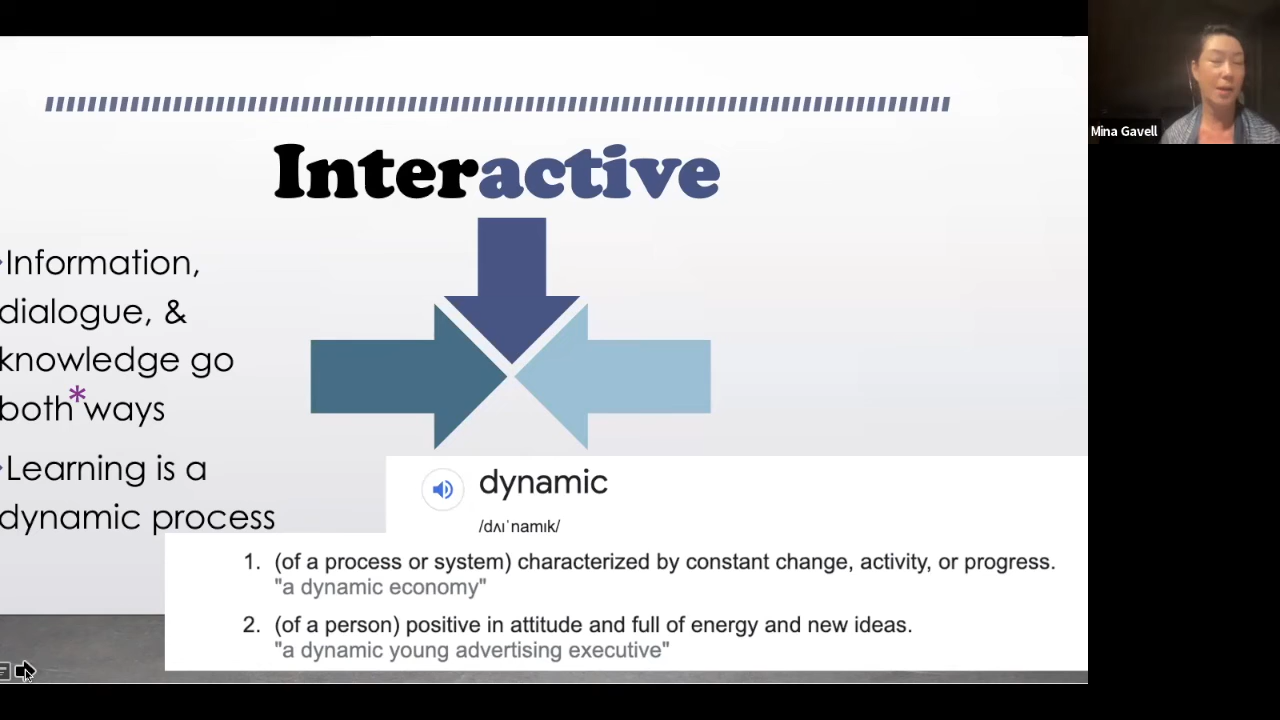 Interactive
Information,
dialogue, &
knowledge go
both*ways
Learning is a
dynamic process
dynamic
/dʌɪˈnamɪk/
1. (of a process or system) characterized by constant change, activity, or progress.
"a dynamic economy"
2. (of a person) positive in attitude and full of energy and new ideas.
"a dynamic young advertising executive"
Mina Gavell